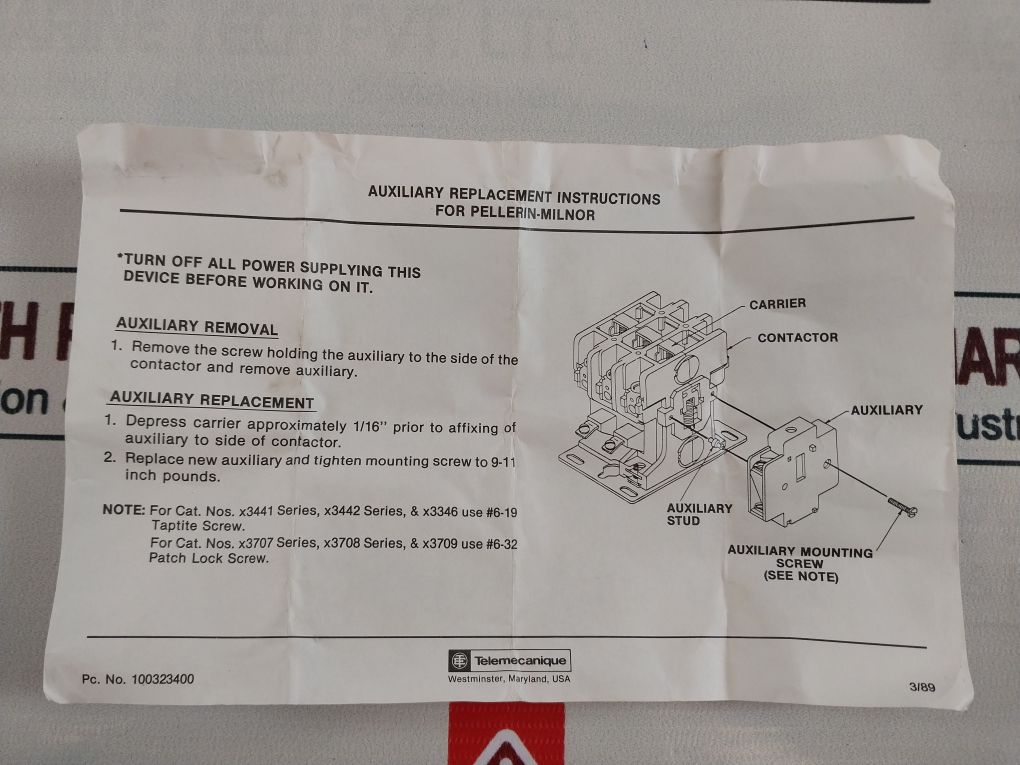 AUXILIARY REPLACEMENT INSTRUCTIONS
FOR PELLERIN-MILNOR
*TURN OFF ALL POWER SUPPLYING THIS
DEVICE BEFORE WORKING ON IT.
AUXILIARY REMOVAL
1. Remove the screw holding the auxiliary to the side of the
contactor and remove auxiliary.
AUXILIARY REPLACEMENT
1. Depress carrier approximately 1/16" prior to affixing of
auxiliary to side of contactor.
2. Replace new auxiliary and tighten mounting screw to 9-11
inch pounds.
NOTE: For Cat. Nos. x3441 Series, x3442 Series, & x3346 use #6-19
Taptite Screw.
For Cat. Nos. x3707 Series, x3708 Series, & x3709 use #6-32
Patch Lock Screw.
CARRIER
CONTACTOR
AUXILIARY
AUXILIARY
STUD
AUXILIARY MOUNTING
SCREW
(SEE NOTE)
Telemecanique
Westminster, Maryland, USA
Pc. No. 100323400
3/89
on